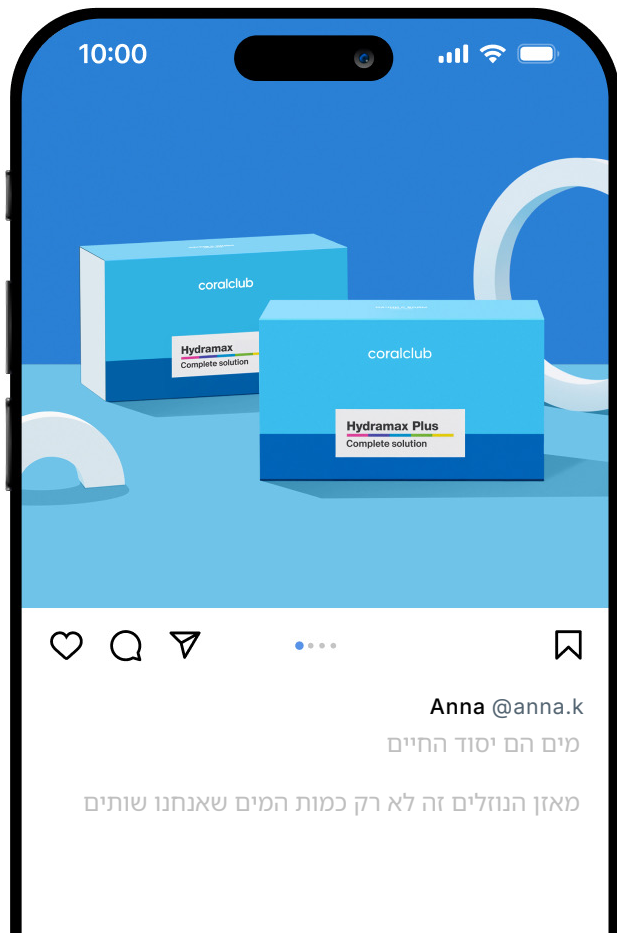 10:00
coralclub
Hydramax
Complete solution
coralclub
Hydramax Plus
Complete solution
Anna @anna.k
מים הם יסוד החיים
מאזן הנוזלים זה לא רק כמות המים שאנחנו שותים